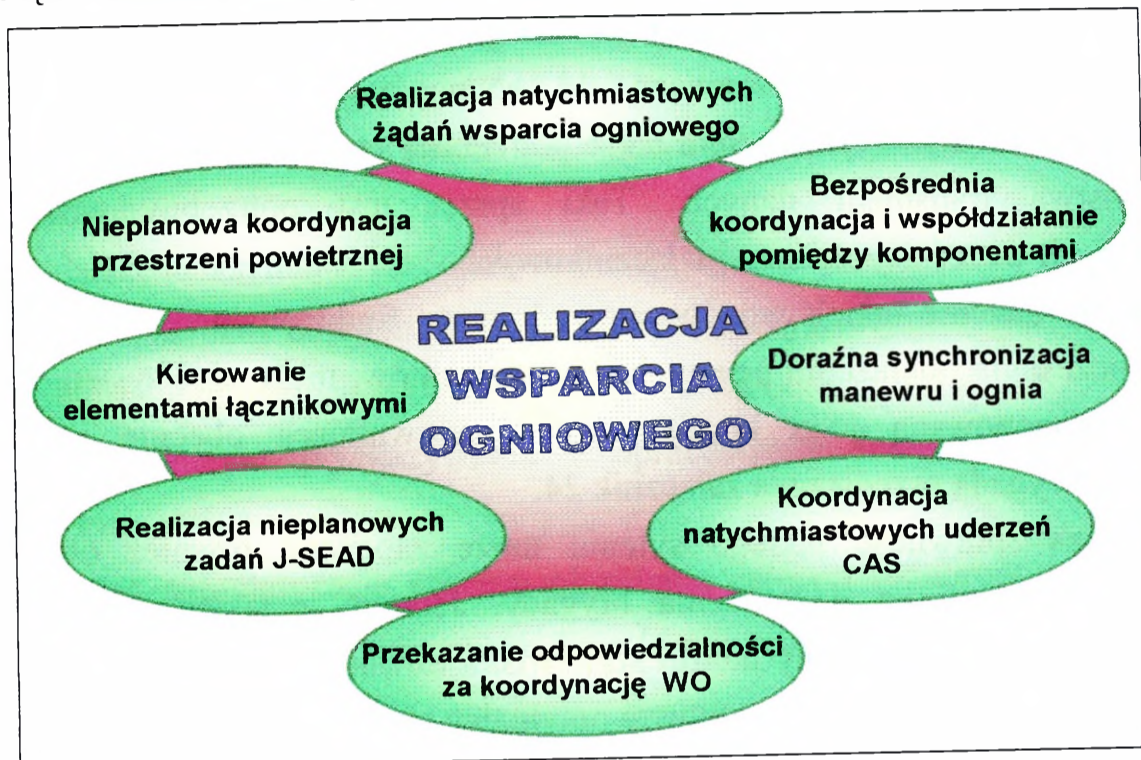 Realizacja natychmiastowych
żądań wsparcia ogniowego
Bezpośrednia
koordynacja i współdziałanie
pomiędzy komponentami
Nieplanowa koordynacja
przestrzeni powietrznej
REALIZACJA
WSPARCIA
OGNIOWEGO
Doraźna synchronizacja
manewru i ognia
Kierowanie
elementami łącznikowymi
Koordynacja
natychmiastowych uderzeń
CAS
Realizacja nieplanowych
zadań J-SEAD
Przekazanie odpowiedzialności
za koordynację WO